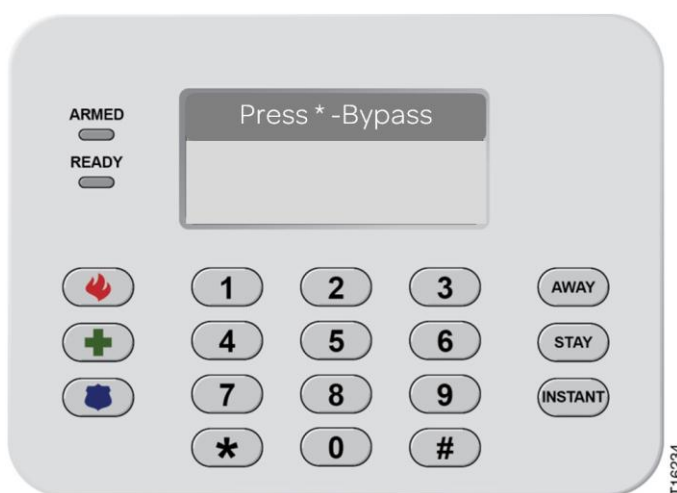 Press * -Bypass
ARMED
READY
1 2 3 AWAY
4 5 6 STAY
7 8 9 INSTANT
* 0 #
T16234